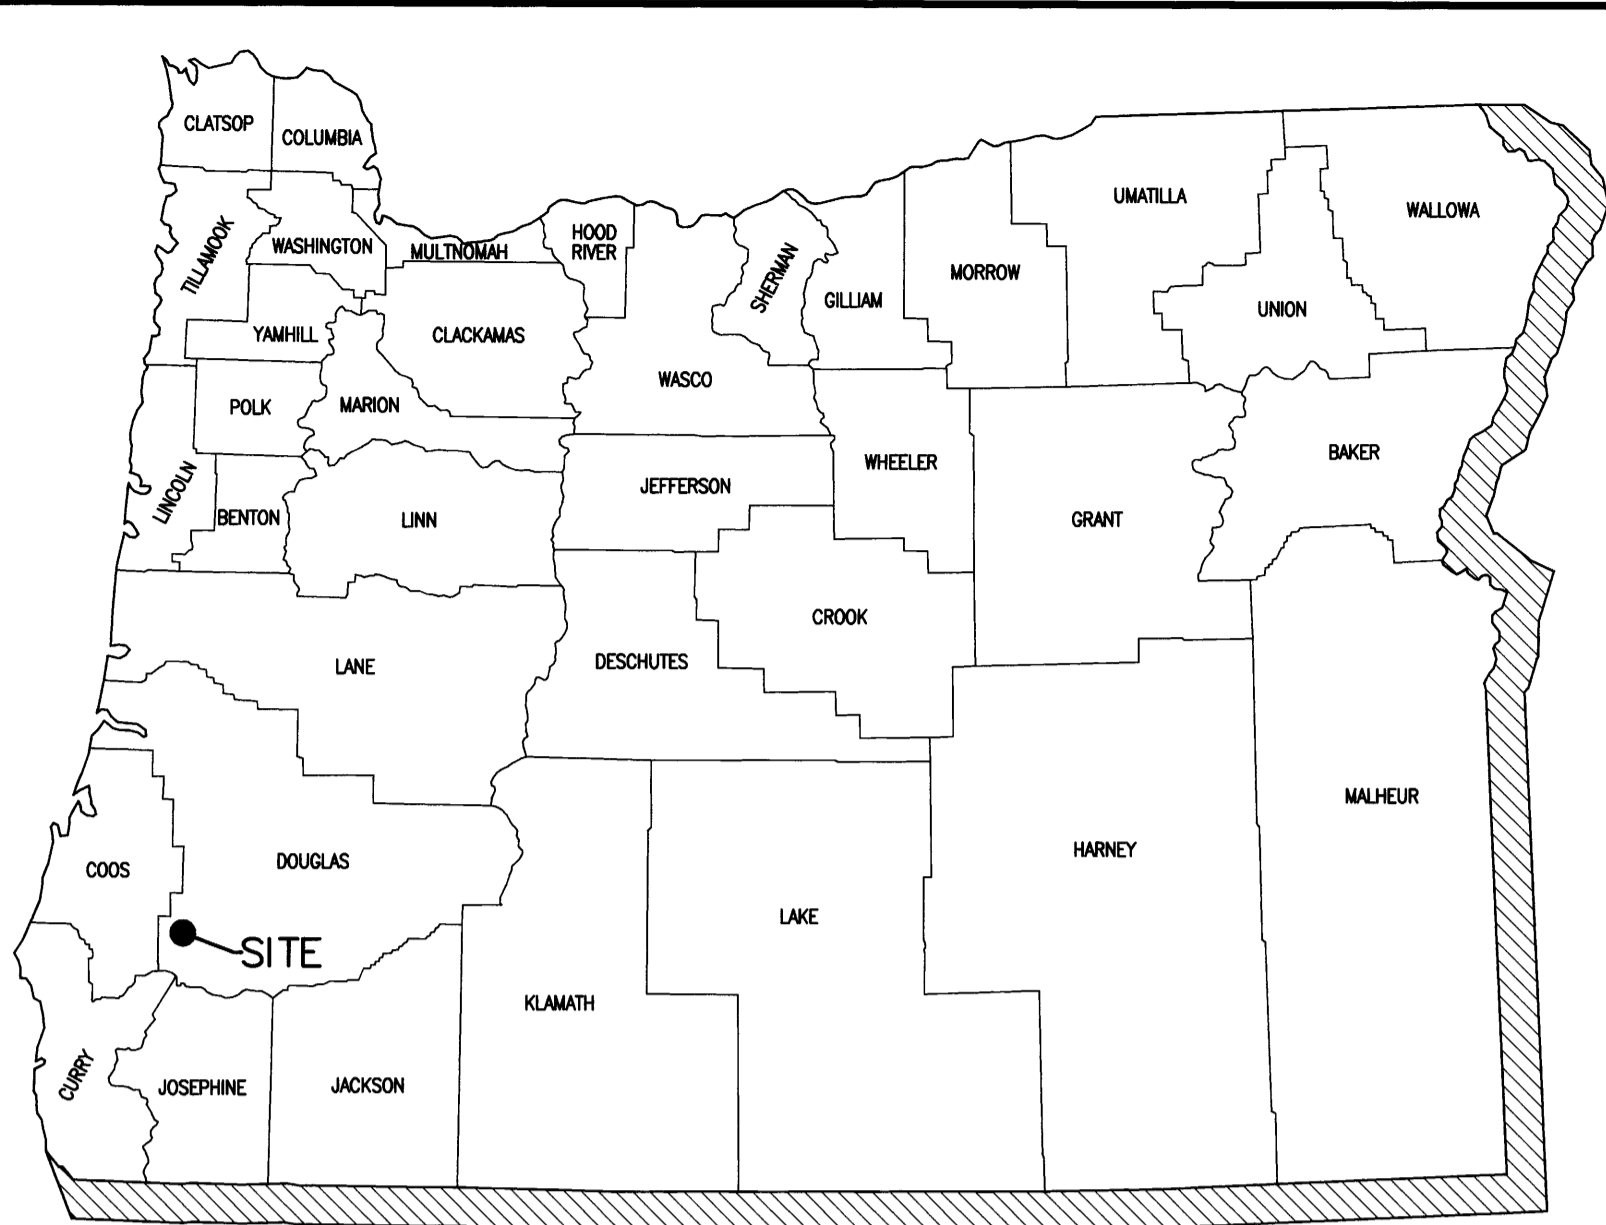 CLATSOP
COLUMBIA
TILLAMOOK
WASHINGTON
MULTNOMAH
HOOD
RIVER
SHERMAN
GILLIAM
MORROW
UMATILLA
WALLOWA
UNION
YAMHILL
CLACKAMAS
WASCO
POLK
MARION
WHEELER
BAKER
LINCOLN
BENTON
LINN
JEFFERSON
GRANT
CROOK
LANE
DESCHUTES
MALHEUR
COOS
DOUGLAS
HARNEY
LAKE
SITE
KLAMATH
CURRY
JOSEPHINE
JACKSON